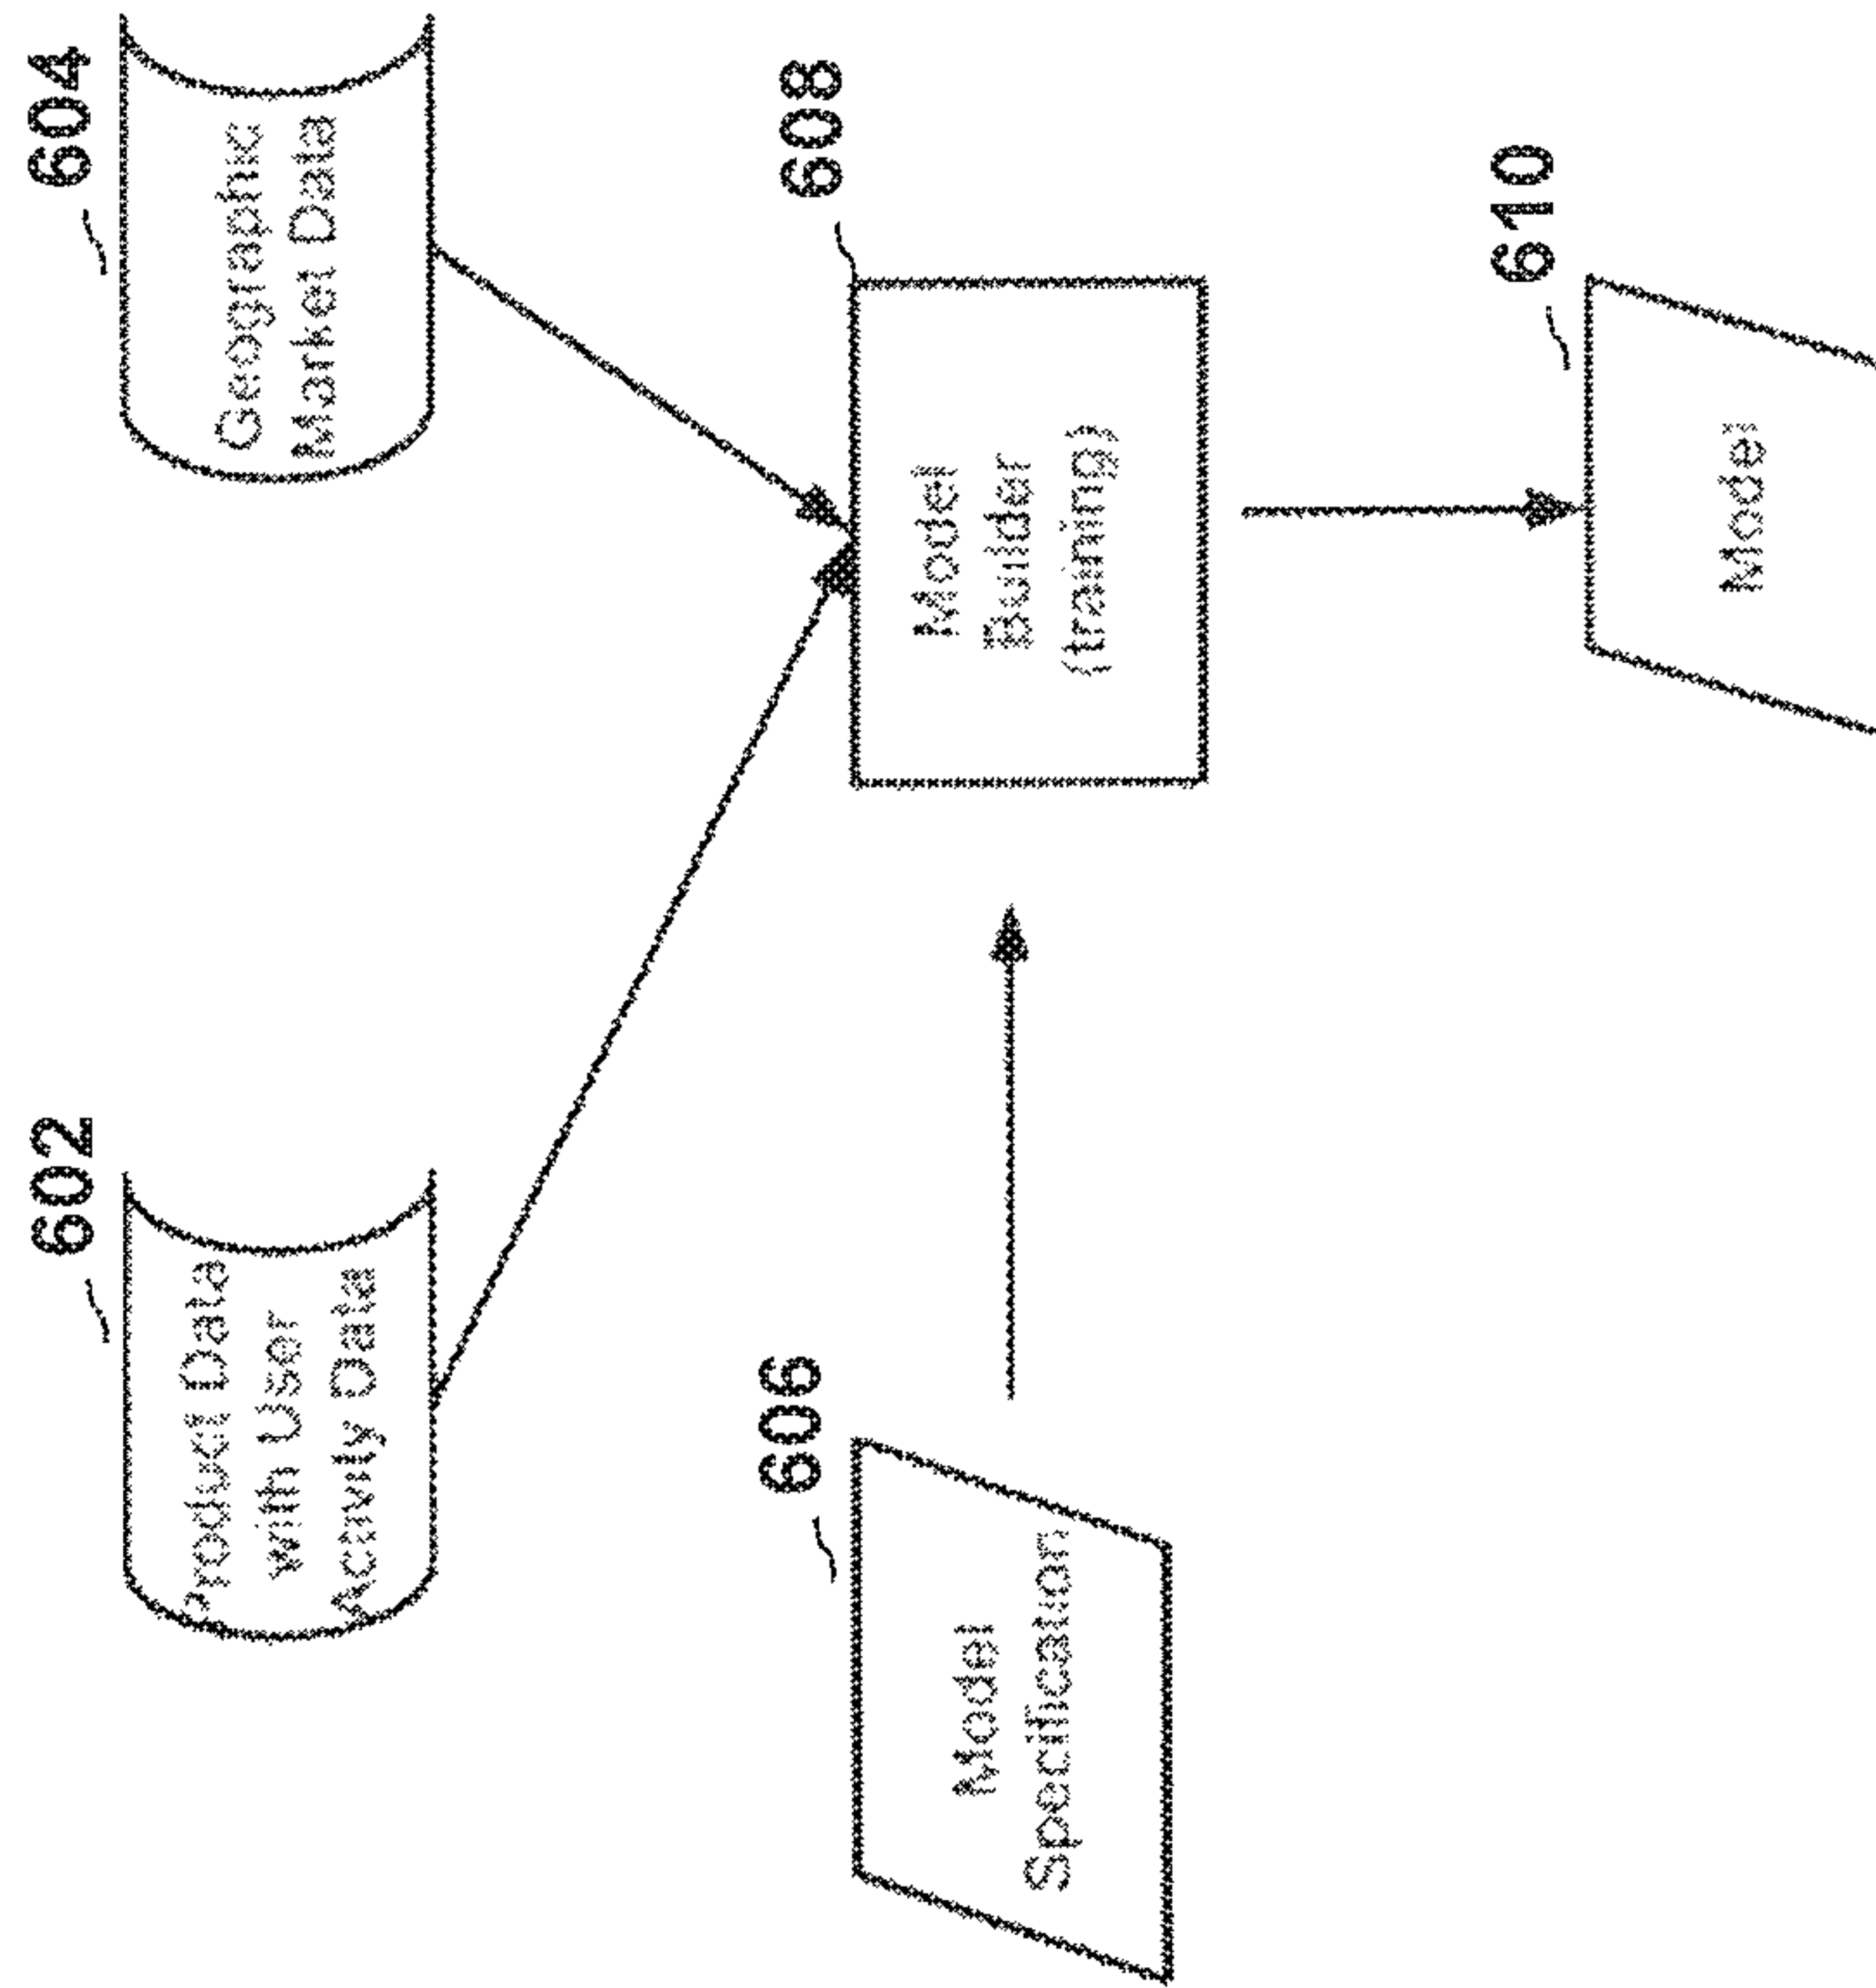 602
Product Data
with User
Activity Data
604
Geographic
Market Data
606
Model
Specification
608
Model
Builder
(training)
610
Model